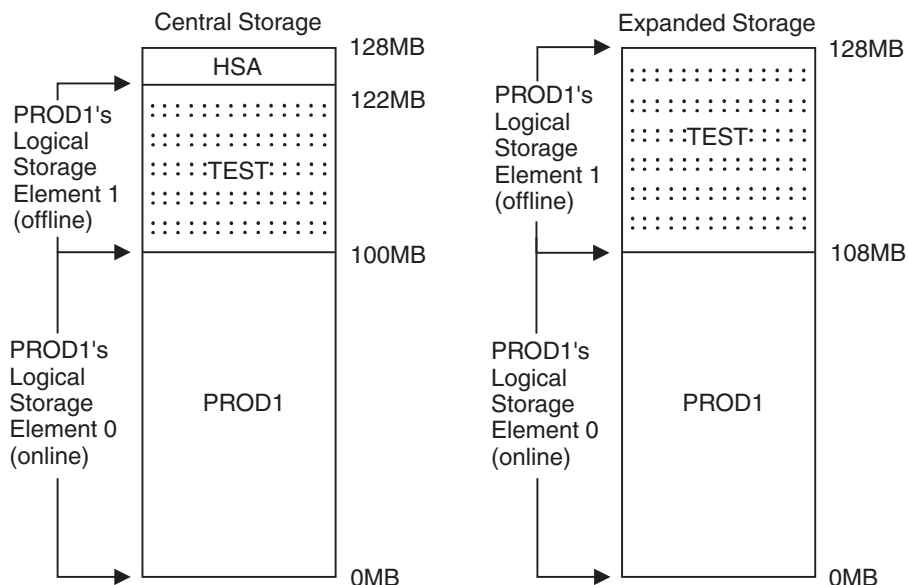 Central Storage
128MB
HSA
122MB
PROD1's
Logical
Storage
Element 1
(offline)
TEST
100MB
PROD1's
Logical
Storage
Element 0
(online)
PROD1
0MB
Expanded Storage
128MB
PROD1's
Logical
Storage
Element 1
(offline)
TEST
108MB
PROD1's
Logical
Storage
Element 0
(online)
PROD1
0MB